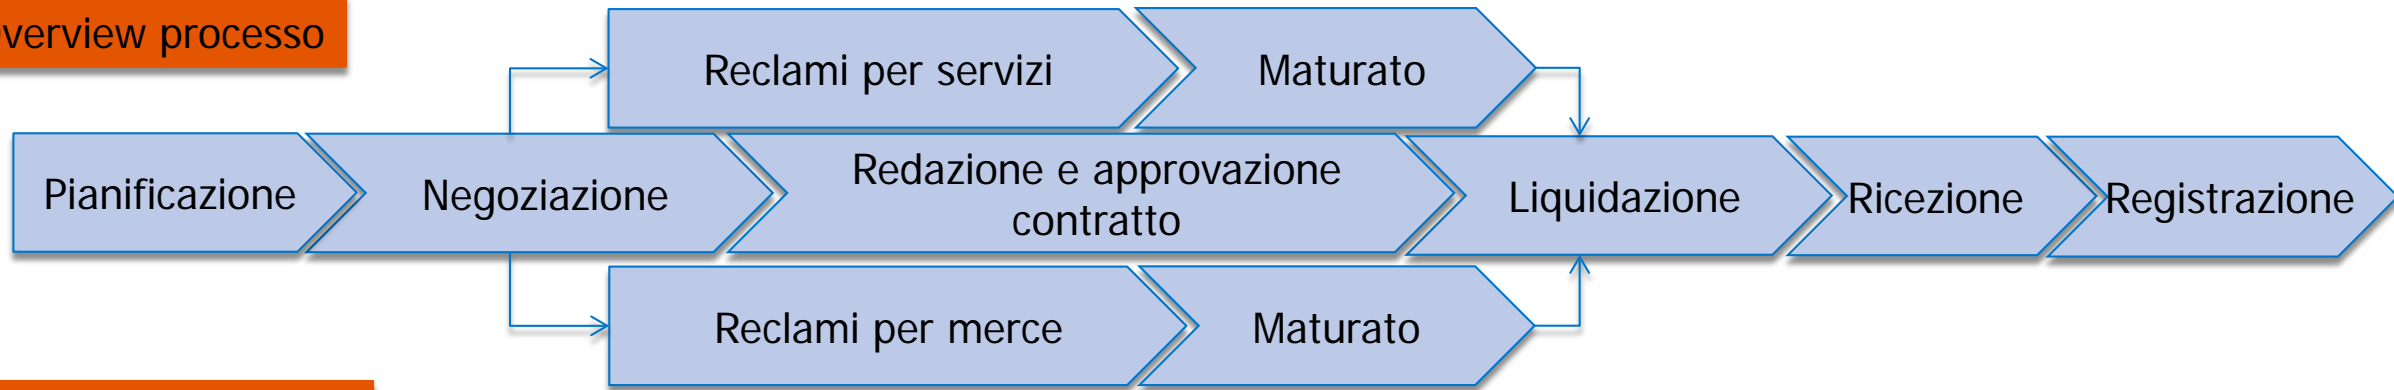 verview processo
Reclami per servizi
Maturato
Pianificazione
Negoziazione
Redazione e approvazione
contratto
Liquidazione
Ricezione
Registrazione
Reclami per merce
Maturato